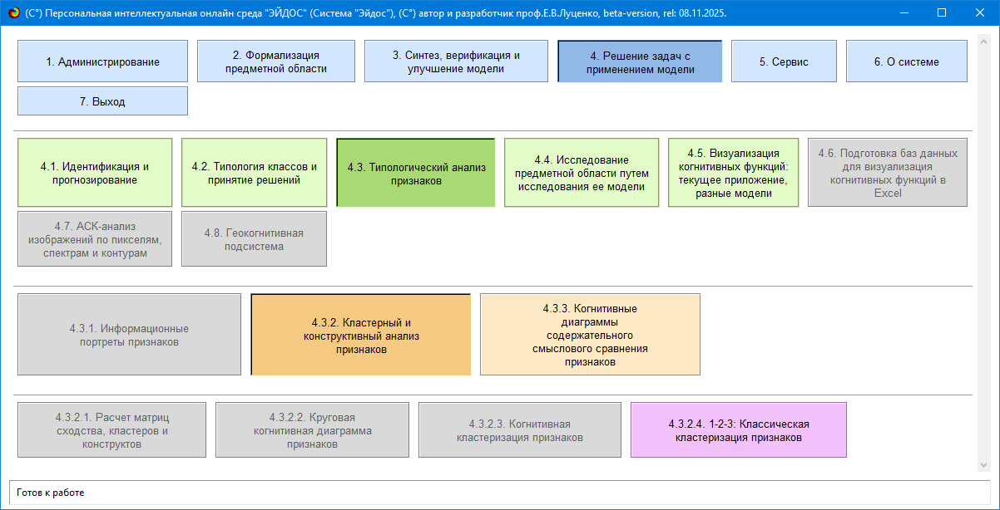 (C°) Персональная интеллектуальная онлайн среда "ЭЙДОС" (Система "Эйдос"), (C°) автор и разработчик проф.Е.В.Луценко, beta-version, rel: 08.11.2025.
1. Администрирование
2. Формализация
предметной области
3. Синтез, верификация и
улучшение модели
4. Решение задач с
применением модели
5. Сервис
6. О системе
7. Выход
4.1. Идентификация и
прогнозирование
4.2. Типология классов и
принятие решений
4.3. Типологический анализ
признаков
4.4. Исследование
предметной области путем
исследования ее модели
4.5. Визуализация
когнитивных функций:
текущее приложение,
разные модели
4.6. Подготовка баз данных
для визуализация
когнитивных функций в
Excel
4.7. АСК-анализ
изображений по пикселям,
спектрам и контурам
4.8. Геокогнитивная
подсистема
4.3.1. Информационные
портреты признаков
4.3.2. Кластерный и
конструктивный анализ
признаков
4.3.3. Когнитивные
диаграммы
содержательного
смыслового сравнения
признаков
4.3.2.1. Расчет матриц
сходства, кластеров и
конструктов
4.3.2.2. Круговая
когнитивная диаграмма
признаков
4.3.2.3. Когнитивная
кластеризация признаков
4.3.2.4. 1-2-3: Классическая
кластеризация признаков
Готов к работе